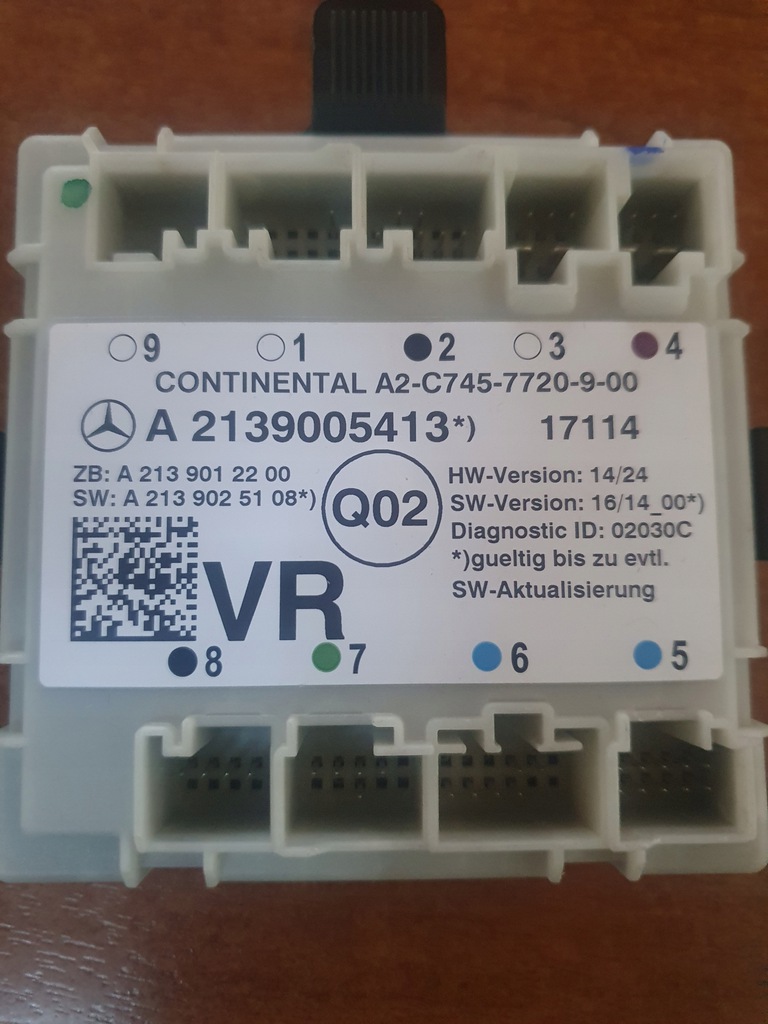 9 1 2 3 4
CONTINENTAL A2-C745-7720-9-00
A 2139005413*) 17114
ZB: A 213 901 22 00
SW: A 213 902 51 08*)
Q02
HW-Version: 14/24
SW-Version: 16/14_00*)
Diagnostic ID: 02030C
*)gueltig bis zu evtl.
SW-Aktualisierung
VR
8 7 6 5